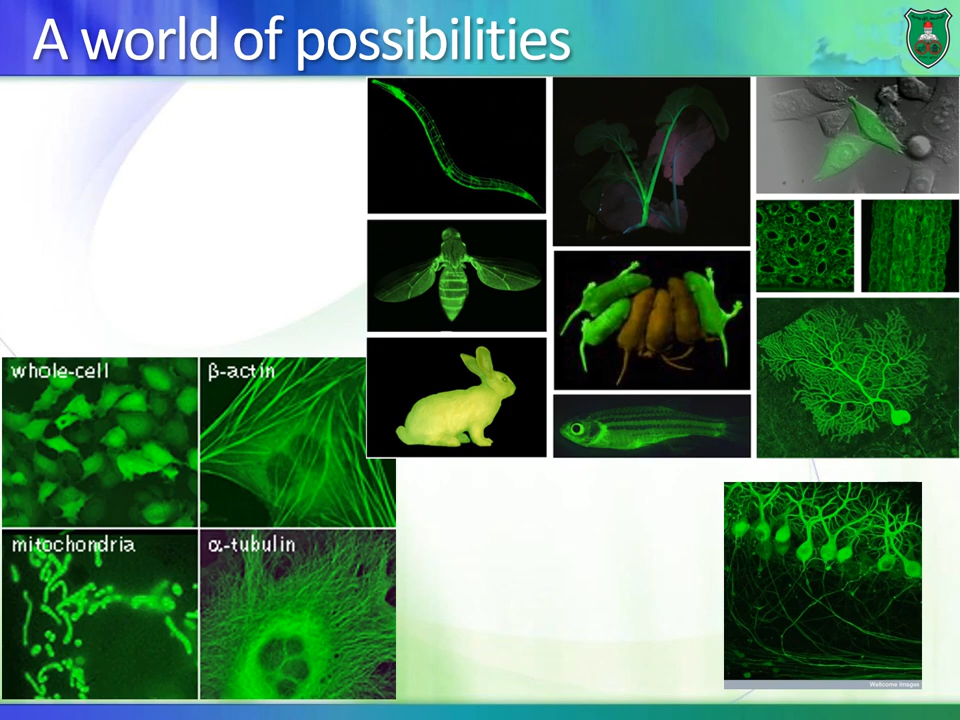 A world of possibilities
whole-cell
β-actin
mitochondria
α-tubulin
Wellcome Images